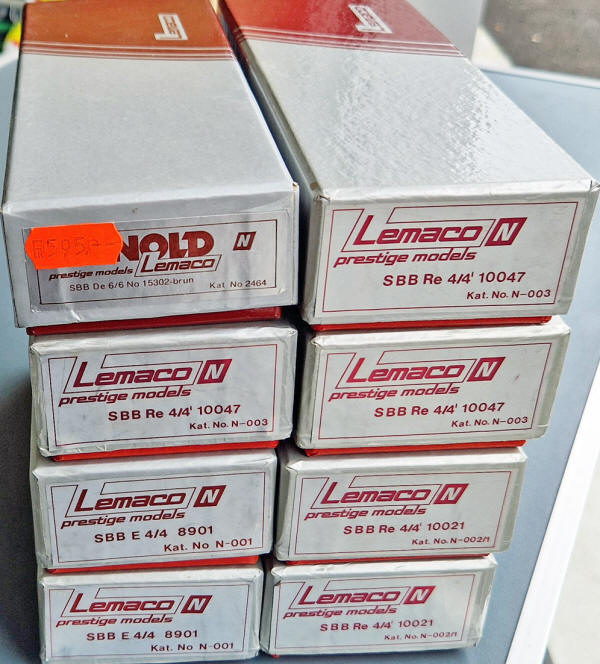 Lemaco
Lemaco
NOLD N
prestige models Lemaco
SBB De 6/6 No 15302-brun Kat. No 2464
Lemaco N
prestige models
SBB Re 4/4' 10047
Kat. No. N-003
Lemaco N
prestige models
SBB Re 4/4' 10047
Kat. No. N-003
Lemaco N
prestige models
SBB Re 4/4' 10047
Kat. No. N-003
Lemaco N
prestige models
SBB E 4/4 8901
Kat. No N-001
Lemaco N
prestige models
SBB Re 4/4' 10021
Kat. No. N-002/1
Lemaco N
prestige models
SBB E 4/4 8901
Kat. No. N-001
Lemaco N
prestige models
SBB Re 4/4' 10021
Kat. No. N-002/1